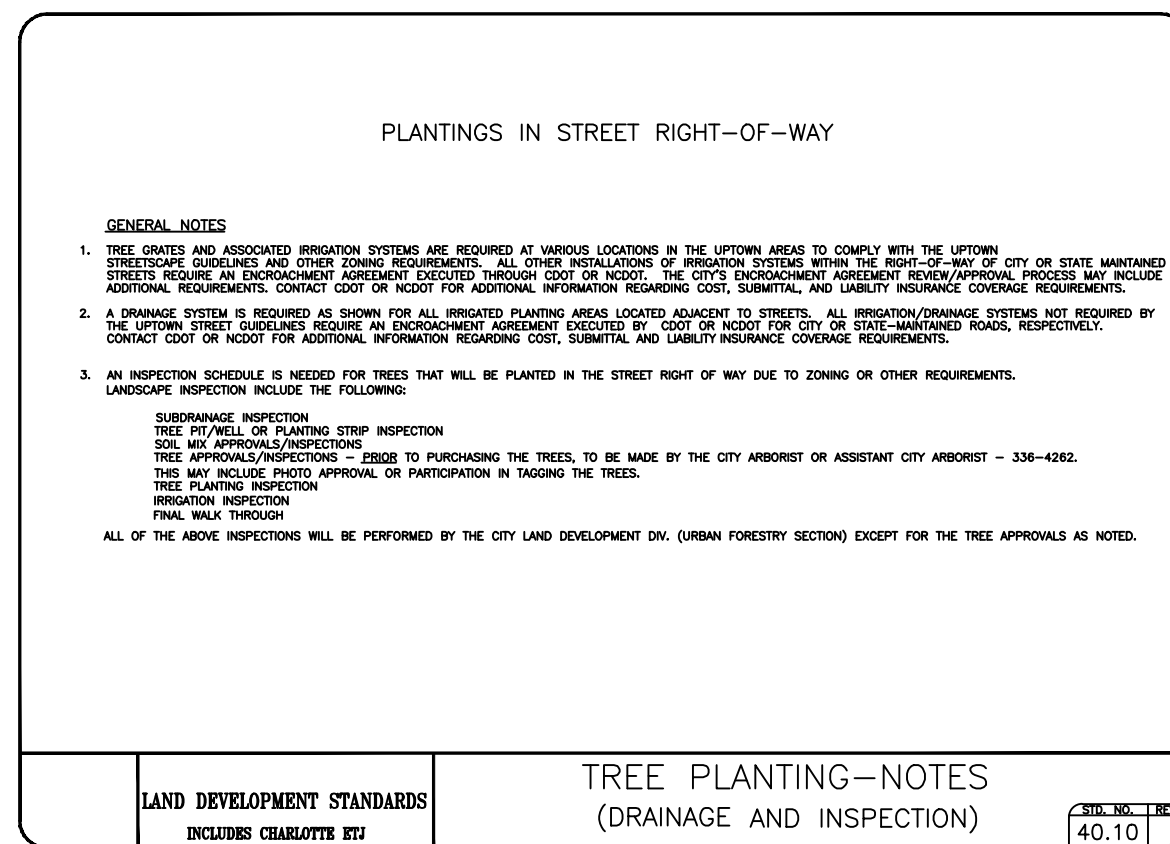 PLANTINGS IN STREET RIGHT-OF-WAY
GENERAL NOTES
1. TREE GRATES AND ASSOCIATED IRRIGATION SYSTEMS ARE REQUIRED AT VARIOUS LOCATIONS IN THE UPTOWN AREAS TO COMPLY WITH THE UPTOWN
STREETSCAPE GUIDELINES AND OTHER ZONING REQUIREMENTS. ALL OTHER INSTALLATIONS OF IRRIGATION SYSTEMS WITHIN THE RIGHT-OF-WAY OF CITY OR STATE MAINTAINED
STREETS REQUIRE AN ENCROACHMENT AGREEMENT EXECUTED THROUGH CDOT OR NCDOT. THE CITY'S ENCROACHMENT AGREEMENT REVIEW/APPROVAL PROCESS MAY INCLUDE
ADDITIONAL REQUIREMENTS. CONTACT CDOT OR NCDOT FOR ADDITIONAL INFORMATION REGARDING COST, SUBMITTAL, AND LIABILITY INSURANCE COVERAGE REQUIREMENTS.
2. A DRAINAGE SYSTEM IS REQUIRED AS SHOWN FOR ALL IRRIGATED PLANTING AREAS LOCATED ADJACENT TO STREETS. ALL IRRIGATION/DRAINAGE SYSTEMS NOT REQUIRED BY
THE UPTOWN STREET GUIDELINES REQUIRE AN ENCROACHMENT AGREEMENT EXECUTED BY CDOT OR NCDOT FOR CITY OR STATE-MAINTAINED ROADS, RESPECTIVELY.
CONTACT CDOT OR NCDOT FOR ADDITIONAL INFORMATION REGARDING COST, SUBMITTAL AND LIABILITY INSURANCE COVERAGE REQUIREMENTS.
3. AN INSPECTION SCHEDULE IS NEEDED FOR TREES THAT WILL BE PLANTED IN THE STREET RIGHT OF WAY DUE TO ZONING OR OTHER REQUIREMENTS.
LANDSCAPE INSPECTION INCLUDE THE FOLLOWING:
SUBDRAINAGE INSPECTION
TREE PIT/WELL OR PLANTING STRIP INSPECTION
SOIL MIX APPROVALS/INSPECTIONS
TREE APPROVALS/INSPECTIONS - PRIOR TO PURCHASING THE TREES, TO BE MADE BY THE CITY ARBORIST OR ASSISTANT CITY ARBORIST - 336-4262.
THIS MAY INCLUDE PHOTO APPROVAL OR PARTICIPATION IN TAGGING THE TREES.
TREE PLANTING INSPECTION
IRRIGATION INSPECTION
FINAL WALK THROUGH
ALL OF THE ABOVE INSPECTIONS WILL BE PERFORMED BY THE CITY LAND DEVELOPMENT DIV. (URBAN FORESTRY SECTION) EXCEPT FOR THE TREE APPROVALS AS NOTED.
LAND DEVELOPMENT STANDARDS
INCLUDES CHARLOTTE ETJ
TREE PLANTING-NOTES
(DRAINAGE AND INSPECTION)
STD. NO.
40.10